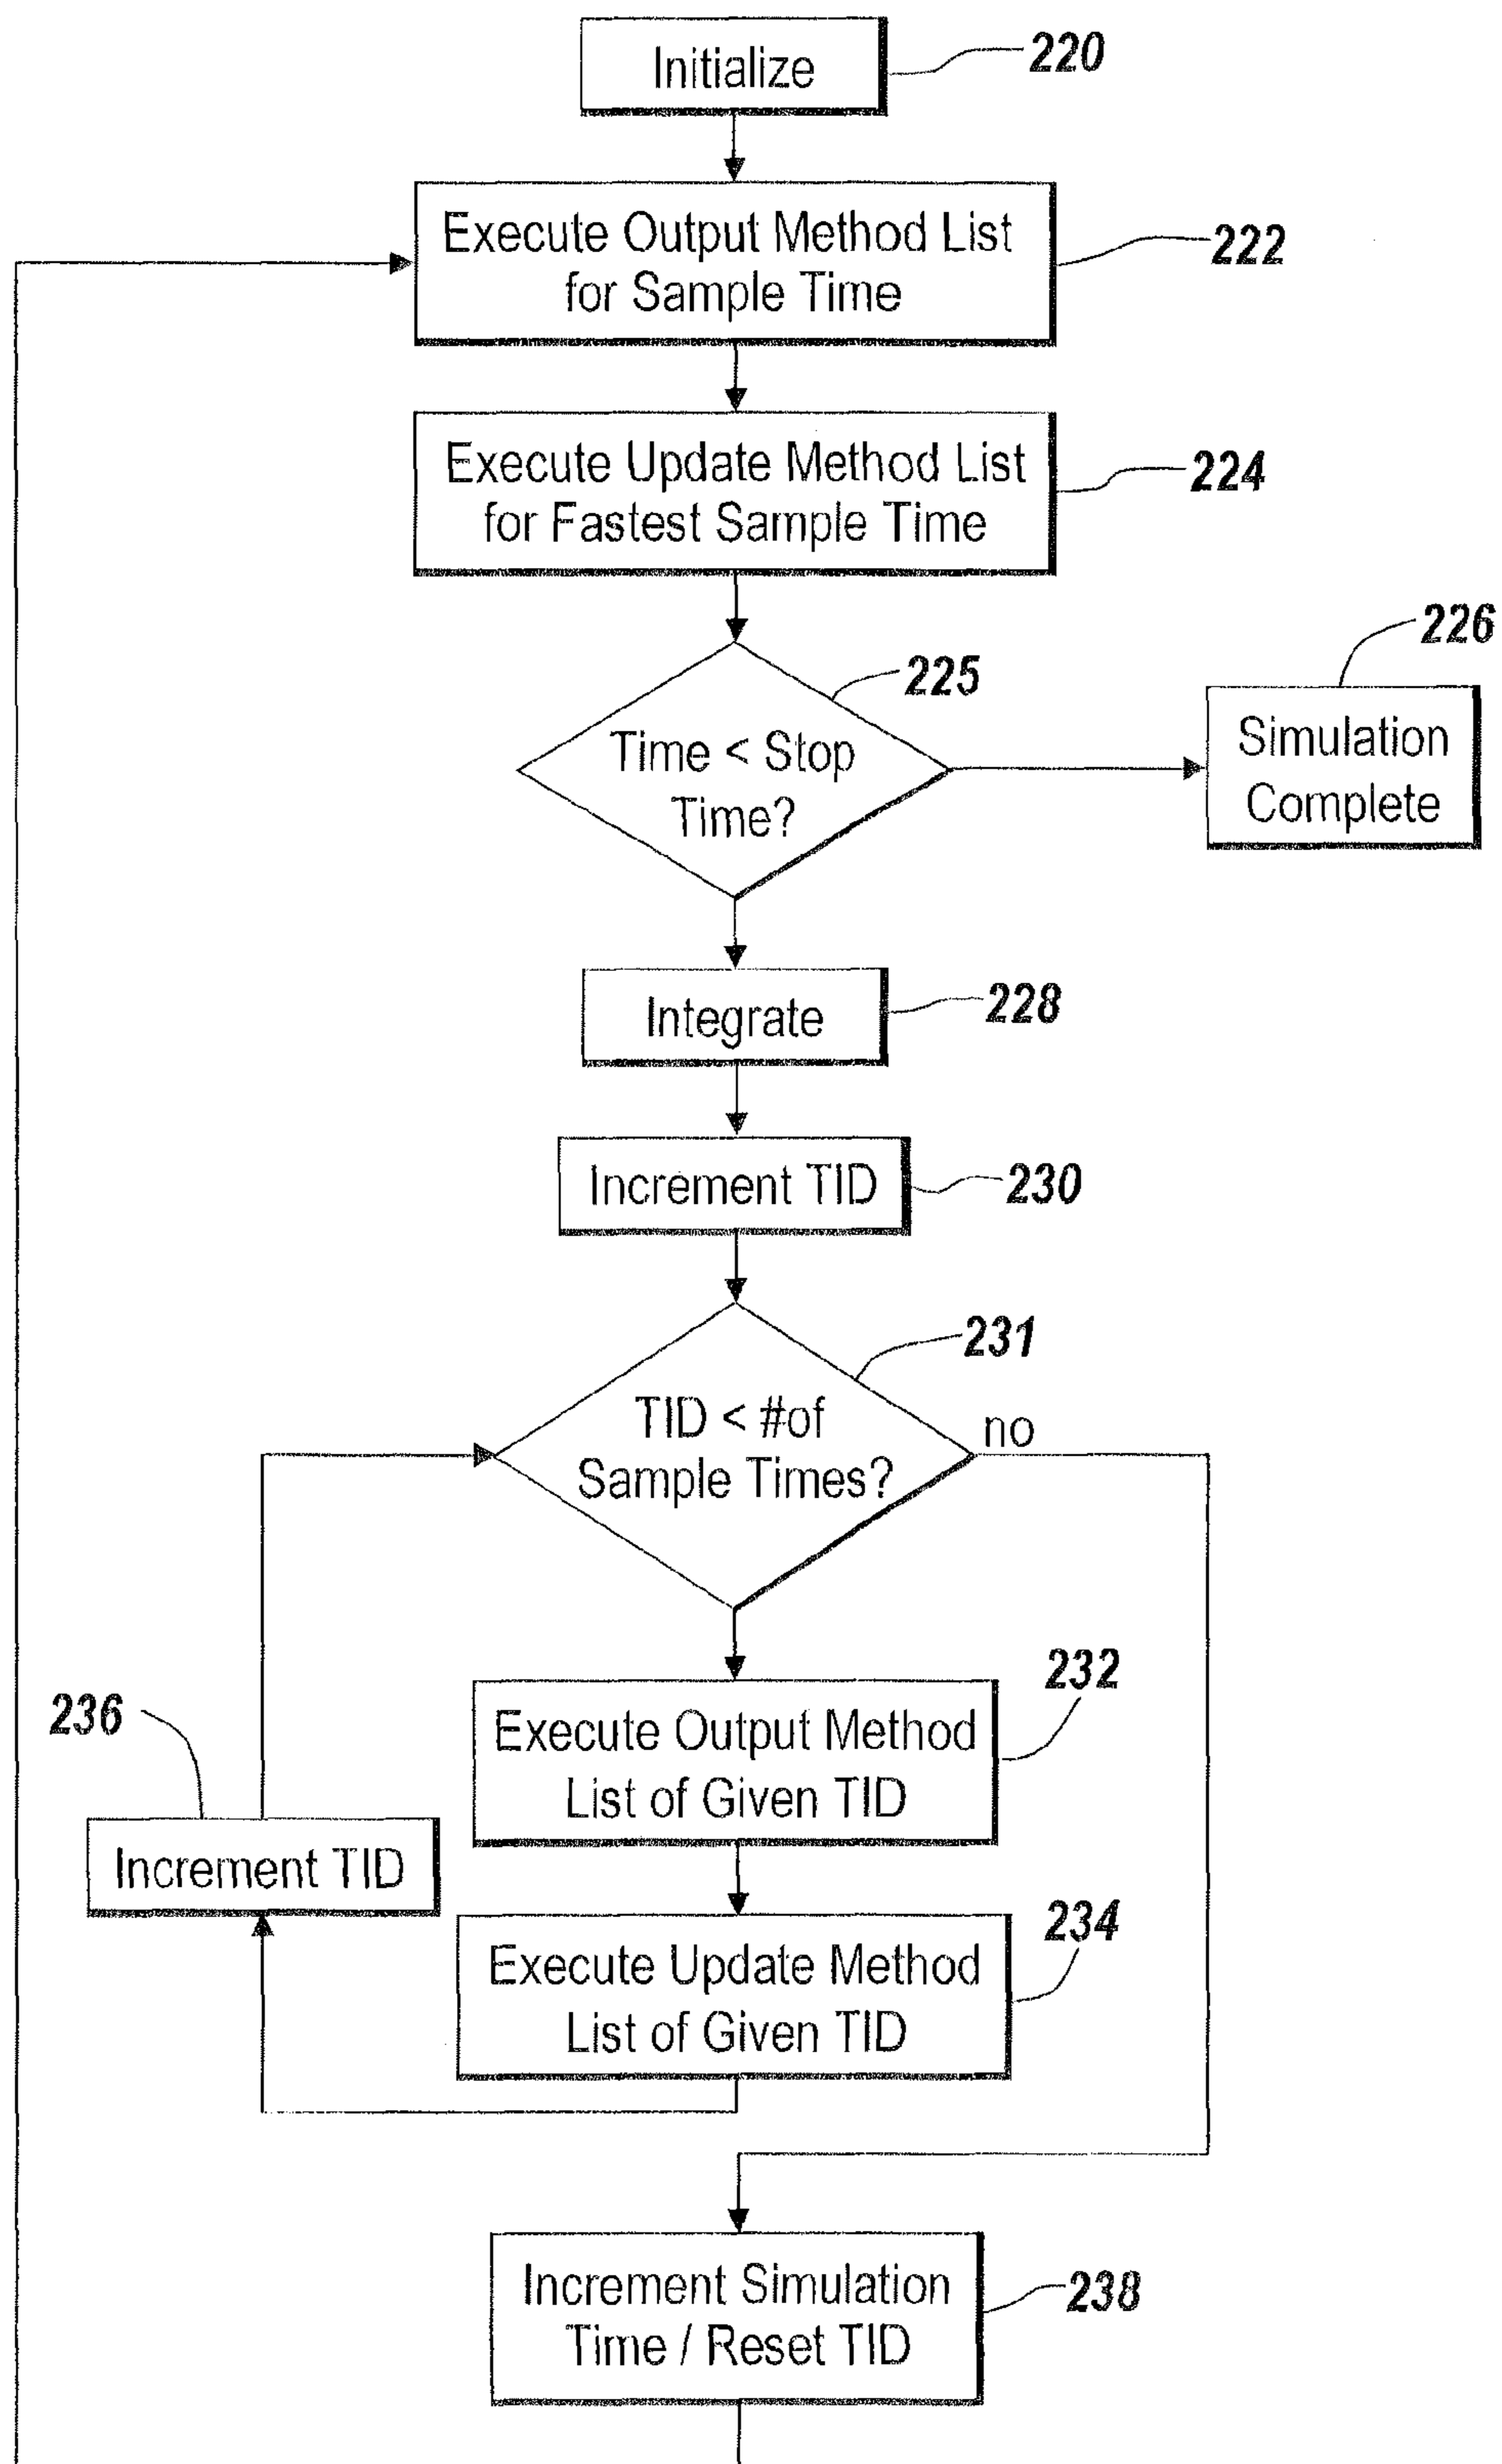 Initialize
220
Execute Output Method List
for Sample Time
222
Execute Update Method List
for Fastest Sample Time
224
225
Time < Stop
Time?
226
Simulation
Complete
Integrate
228
Increment TID
230
231
TID < #of
Sample Times?
no
232
Execute Output Method
List of Given TID
236
Increment TID
234
Execute Update Method
List of Given TID
Increment Simulation
Time / Reset TID
238